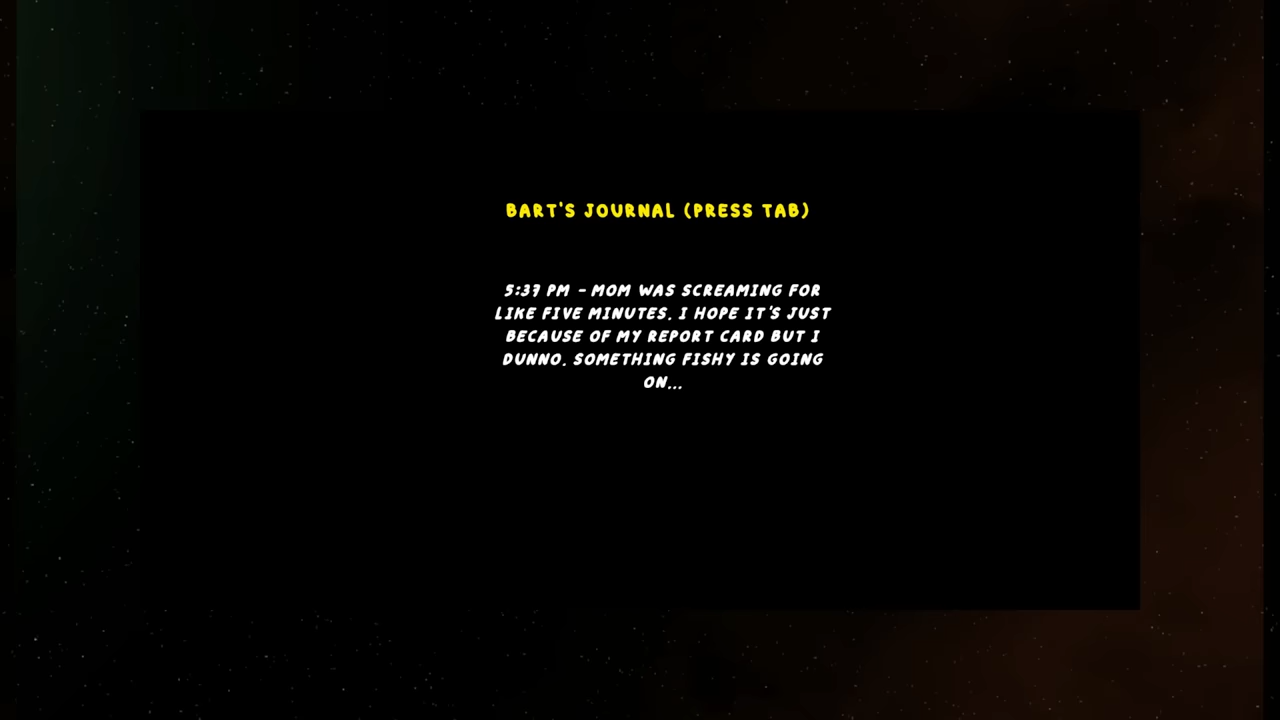 BART'S JOURNAL (PRESS TAB)
5:37 PM - MOM WAS SCREAMING FOR
LIKE FIVE MINUTES. I HOPE IT'S JUST
BECAUSE OF MY REPORT CARD BUT I
DUNNO. SOMETHING FISHY IS GOING
ON...